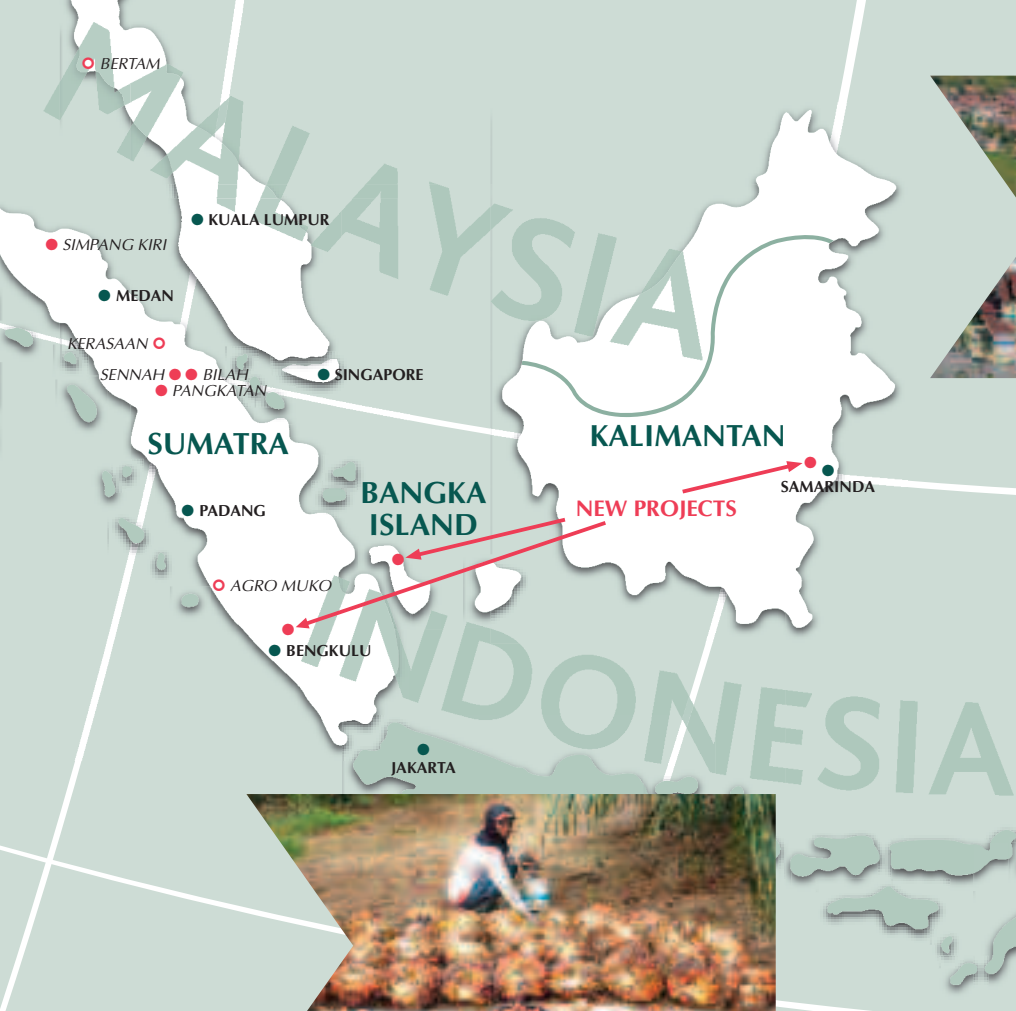 MALAYSIA
BERTAM
KUALA LUMPUR
SIMPANG KIRI
MEDAN
KERASAAN
SENNAH
BILAH
PANGKATAN
SINGAPORE
SUMATRA
KALIMANTAN
SAMARINDA
BANGKA
ISLAND
NEW PROJECTS
PADANG
AGRO MUKO
BENGKULU
INDONESIA
JAKARTA